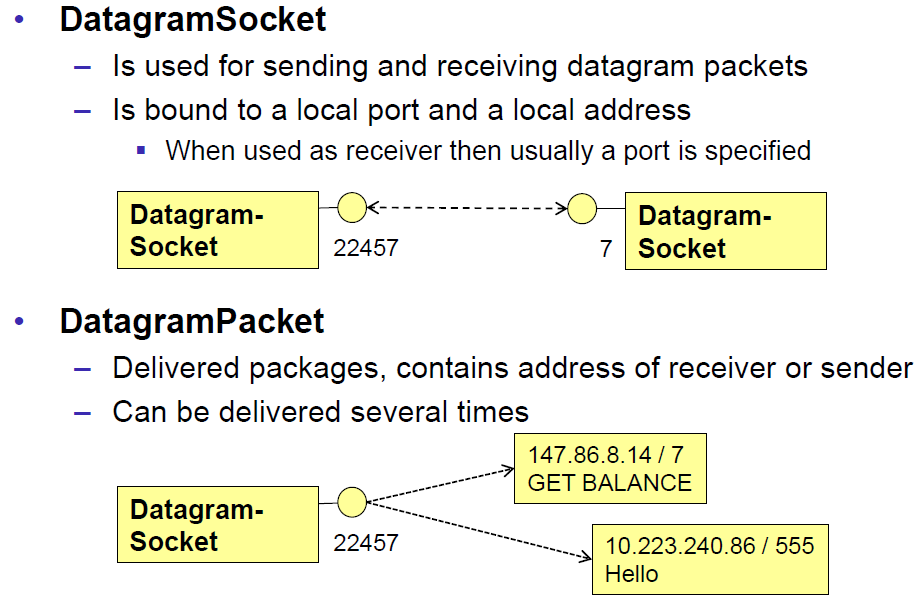 • DatagramSocket
– Is used for sending and receiving datagram packets
– Is bound to a local port and a local address
▪ When used as receiver then usually a port is specified
Datagram-
Socket
22457
7
Datagram-
Socket
• DatagramPacket
– Delivered packages, contains address of receiver or sender
– Can be delivered several times
Datagram-
Socket
22457
147.86.8.14 / 7
GET BALANCE
10.223.240.86 / 555
Hello